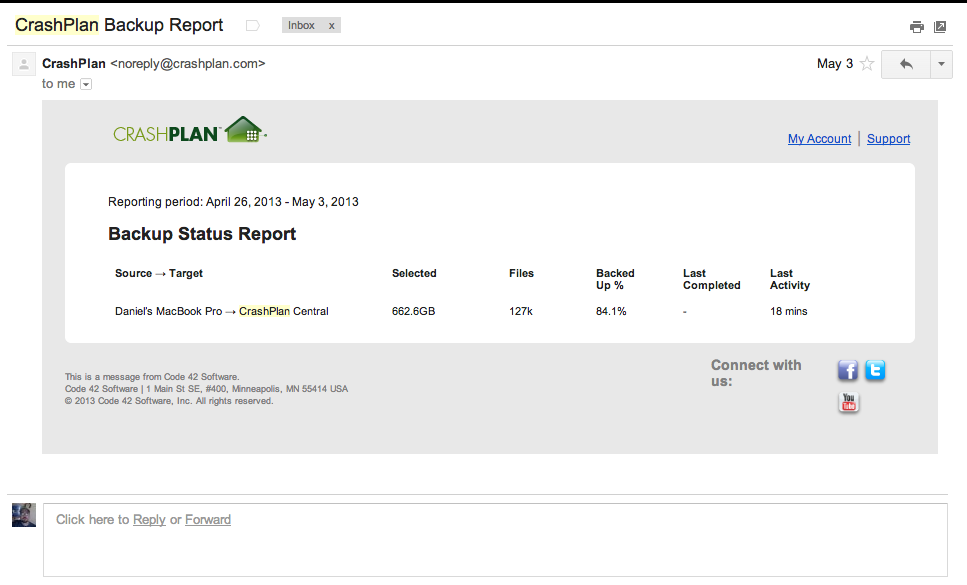 CrashPlan Backup Report
Inbox x
CrashPlan <noreply@crashplan.com>
May 3
to me
CRASHPLAN™
My Account | Support
Reporting period: April 26, 2013 - May 3, 2013
Backup Status Report
Source → Target Selected Files Backed Up % Last Completed Last Activity
Daniel's MacBook Pro → CrashPlan Central 662.6GB 127k 84.1% - 18 mins
This is a message from Code 42 Software.
Code 42 Software | 1 Main St SE, #400, Minneapolis, MN 55414 USA
© 2013 Code 42 Software, Inc. All rights reserved.
Connect with
us:
f t
You Tube
Click here to Reply or Forward